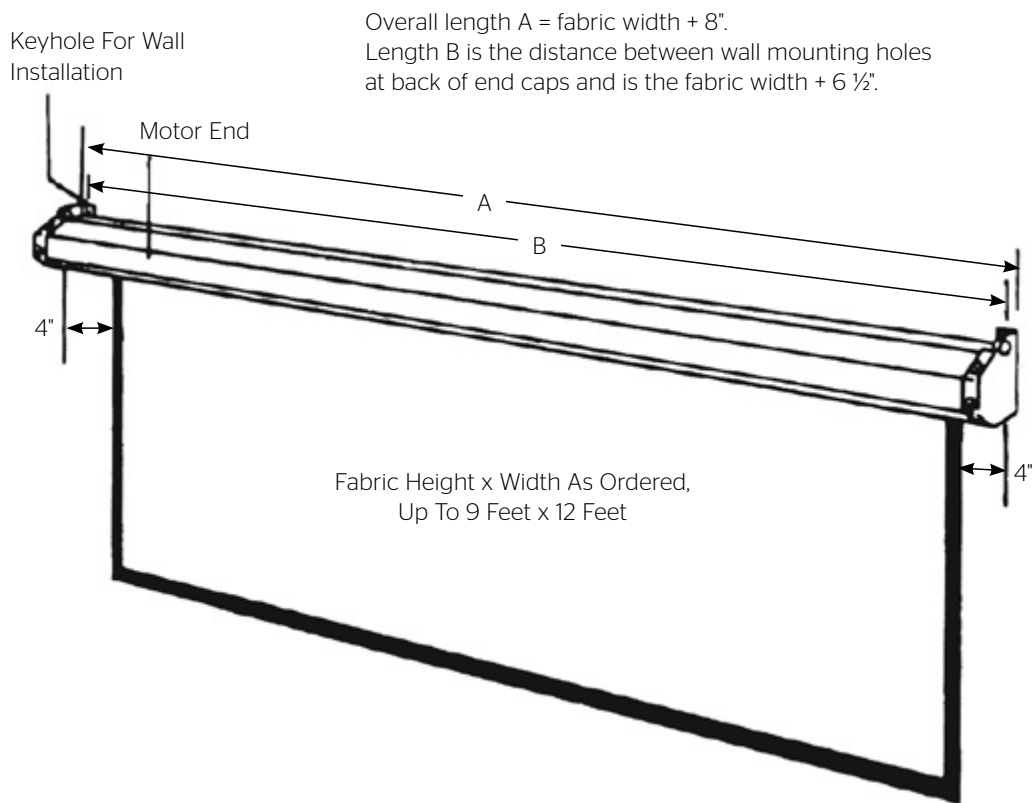 Overall length A = fabric width + 8".
Length B is the distance between wall mounting holes
at back of end caps and is the fabric width + 6 ½".
Keyhole For Wall
Installation
Motor End
A
B
4"
4"
Fabric Height x Width As Ordered,
Up To 9 Feet x 12 Feet